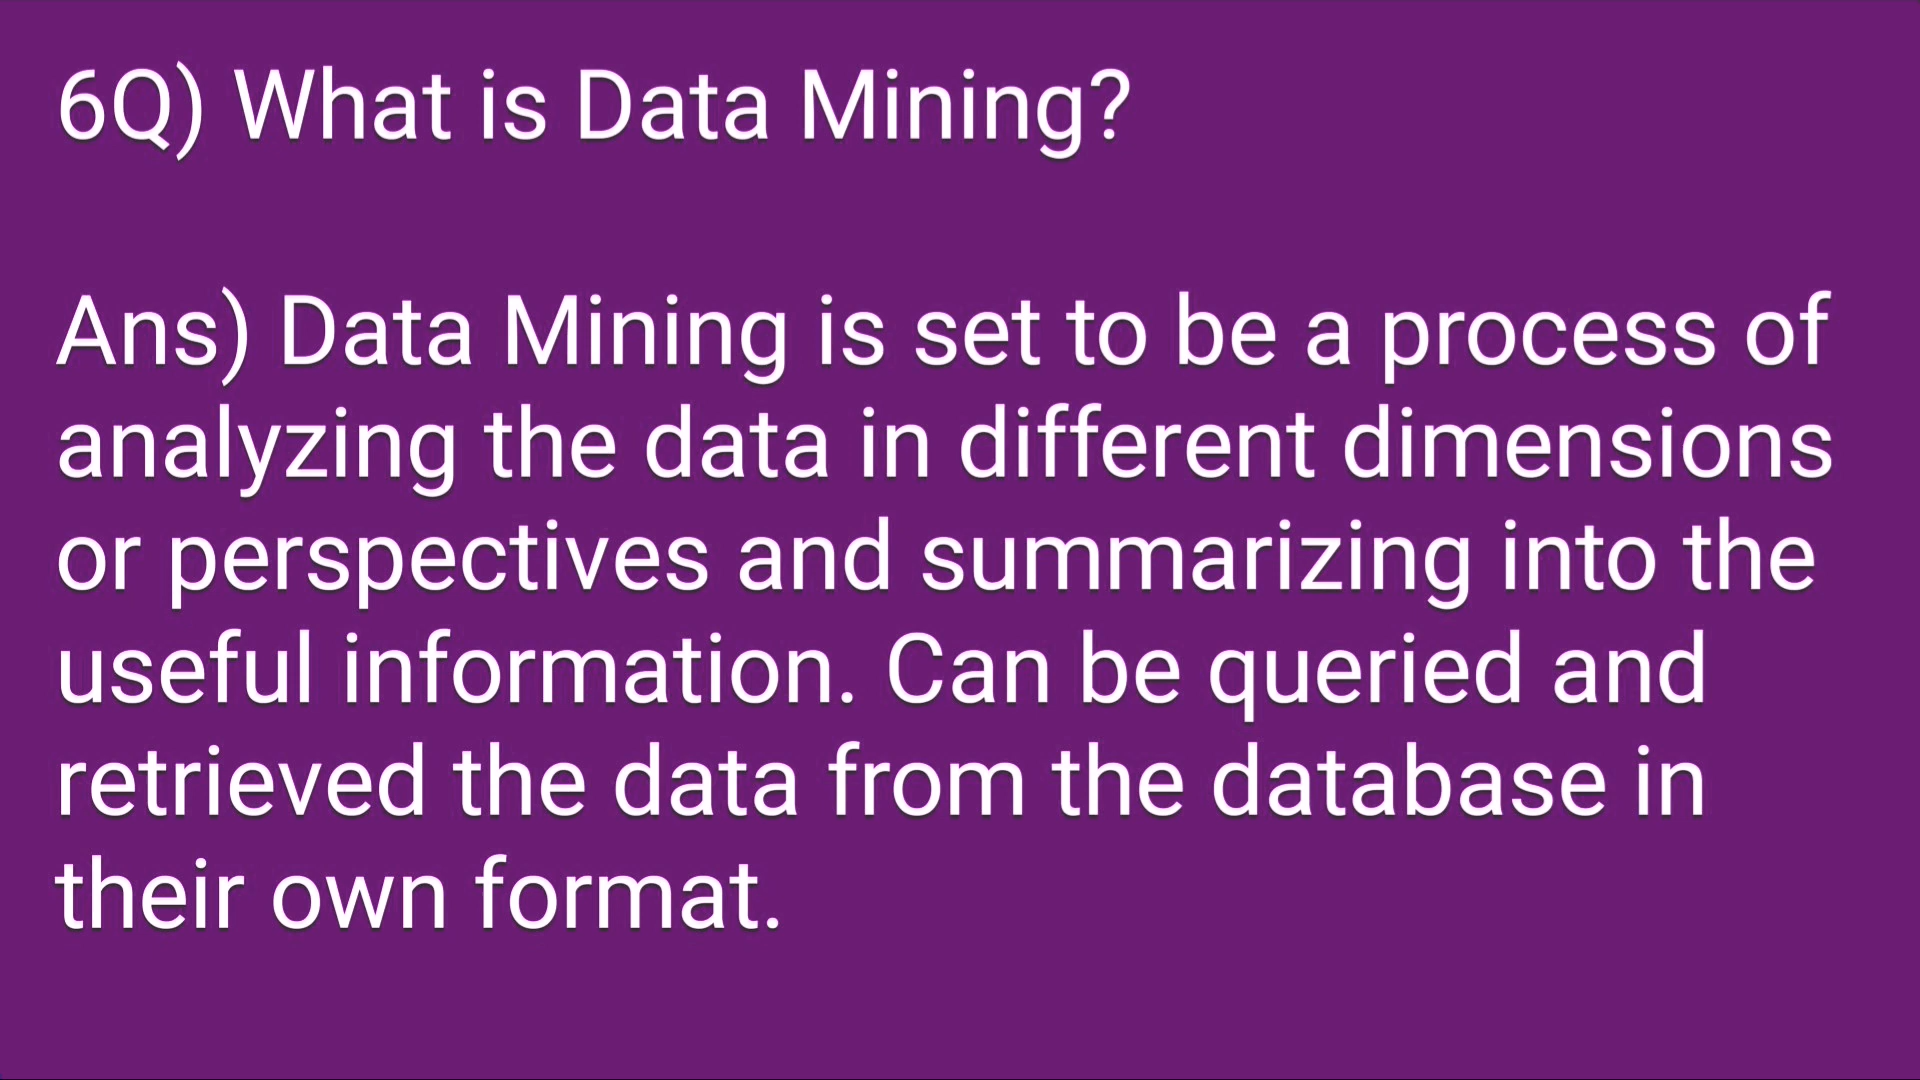 6Q) What is Data Mining?
Ans) Data Mining is set to be a process of
analyzing the data in different dimensions
or perspectives and summarizing into the
useful information. Can be queried and
retrieved the data from the database in
their own format.